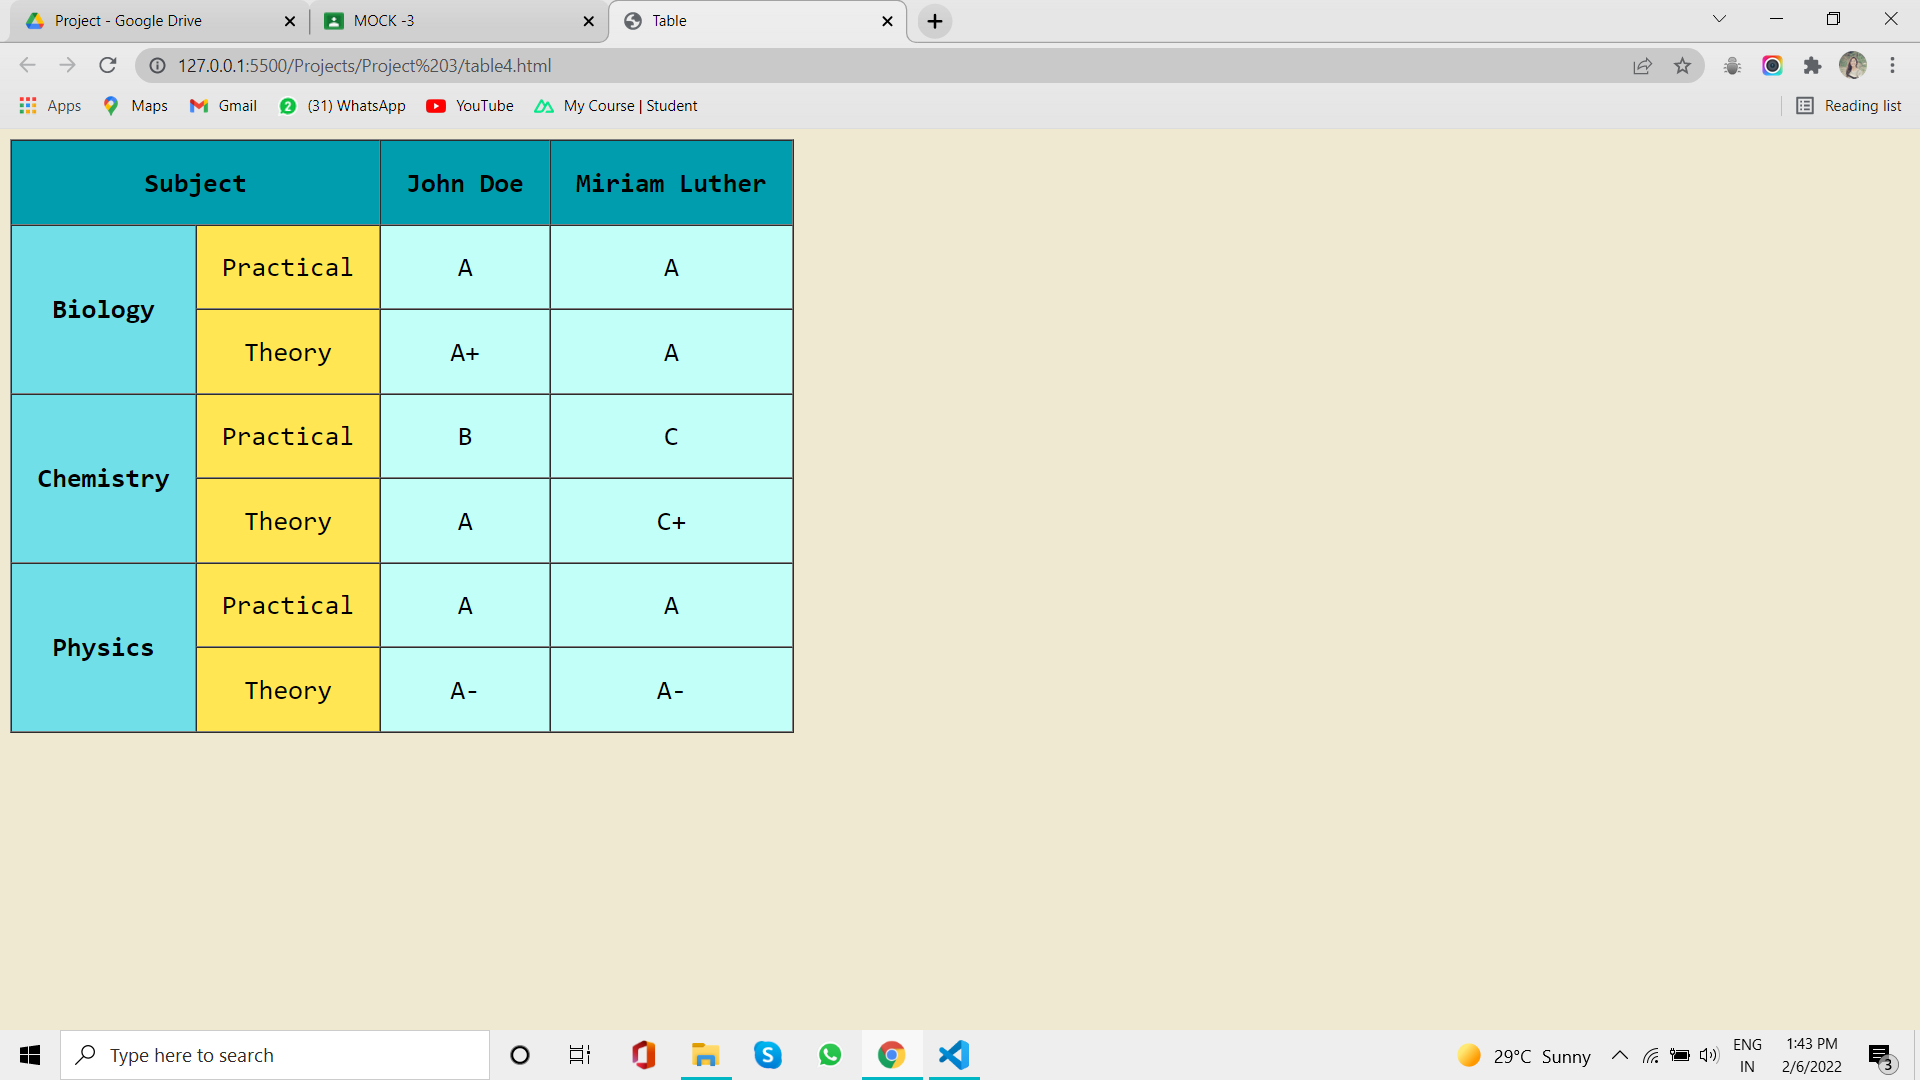 Project - Google Drive
MOCK -3
Table
127.0.0.1:5500/Projects/Project%203/table4.html
Apps Maps Gmail 2 (31) WhatsApp YouTube My Course | Student Reading list
Subject John Doe Miriam Luther
Biology
Practical A A
Theory A+ A
Chemistry
Practical B C
Theory A C+
Physics
Practical A A
Theory A- A-
Type here to search
S
29°C Sunny
ENG
IN
1:43 PM
2/6/2022
3